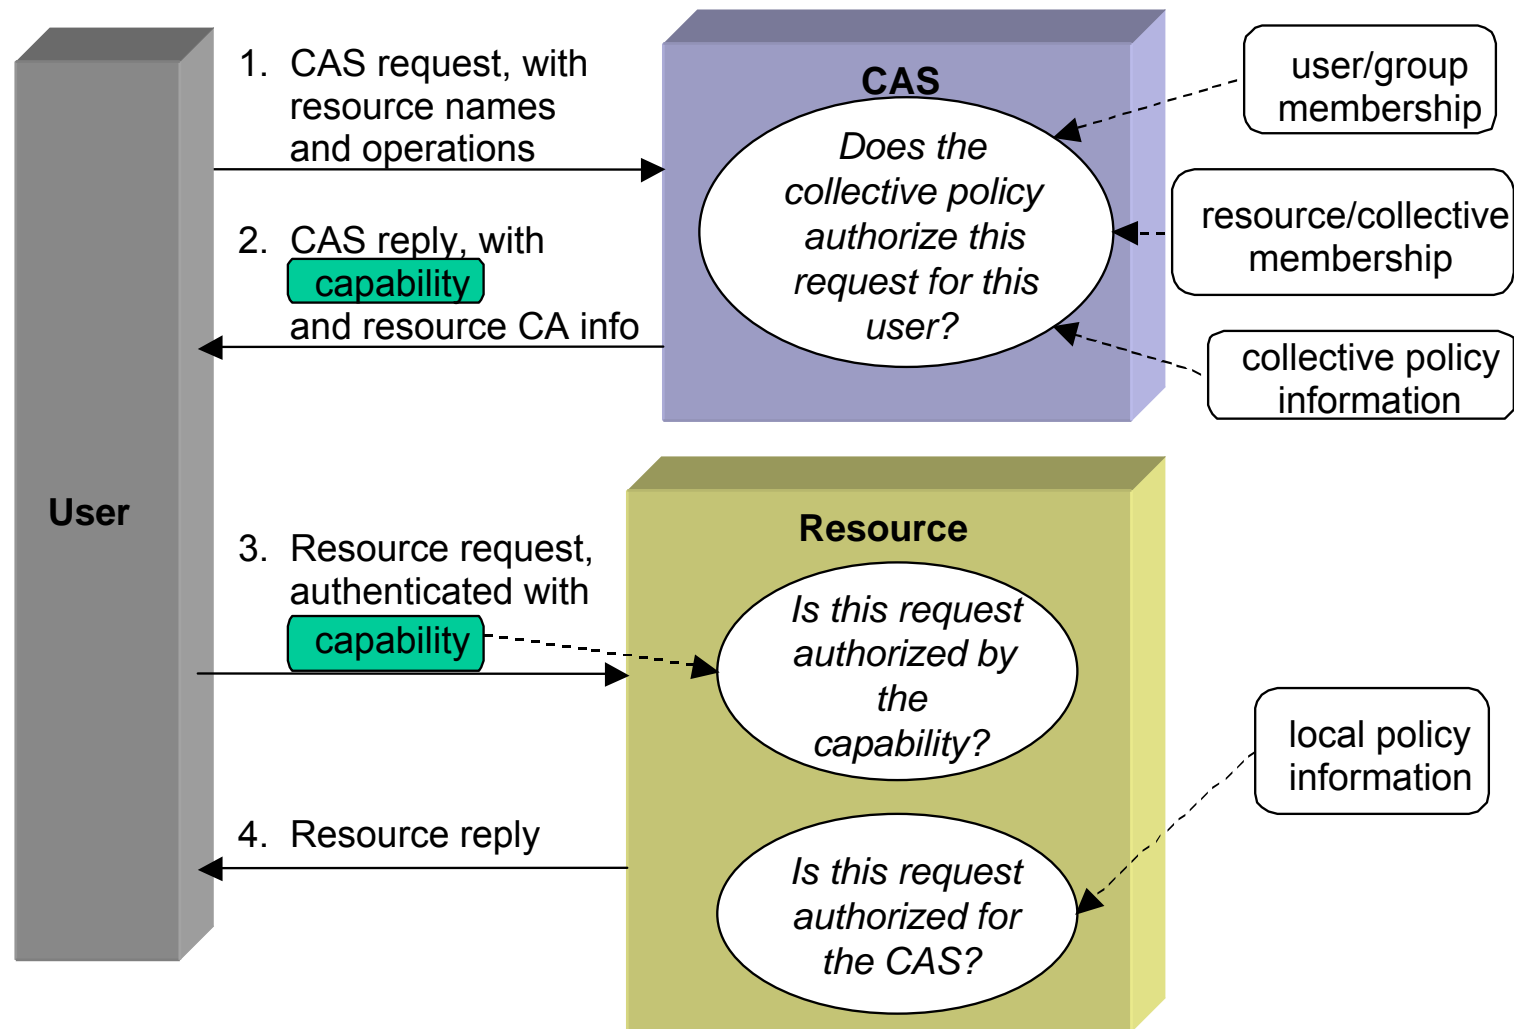 User
1. CAS request, with
resource names
and operations
2. CAS reply, with
capability
and resource CA info
3. Resource request,
authenticated with
capability
4. Resource reply
CAS
Does the
collective policy
authorize this
request for this
user?
user/group
membership
resource/collective
membership
collective policy
information
Resource
Is this request
authorized by
the
capability?
Is this request
authorized for
the CAS?
local policy
information